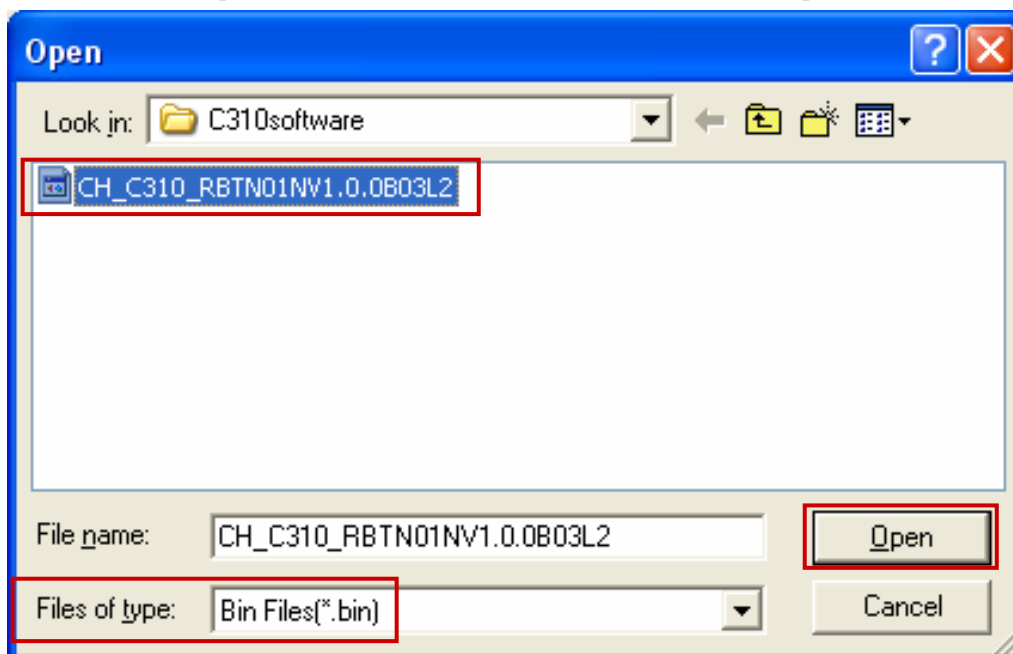 Open
Look in: C310software
CH_C310_RBTN01NV1.0.0B03L2
File name: CH_C310_RBTN01NV1.0.0B03L2 Open
Files of type: Bin Files(*.bin) Cancel